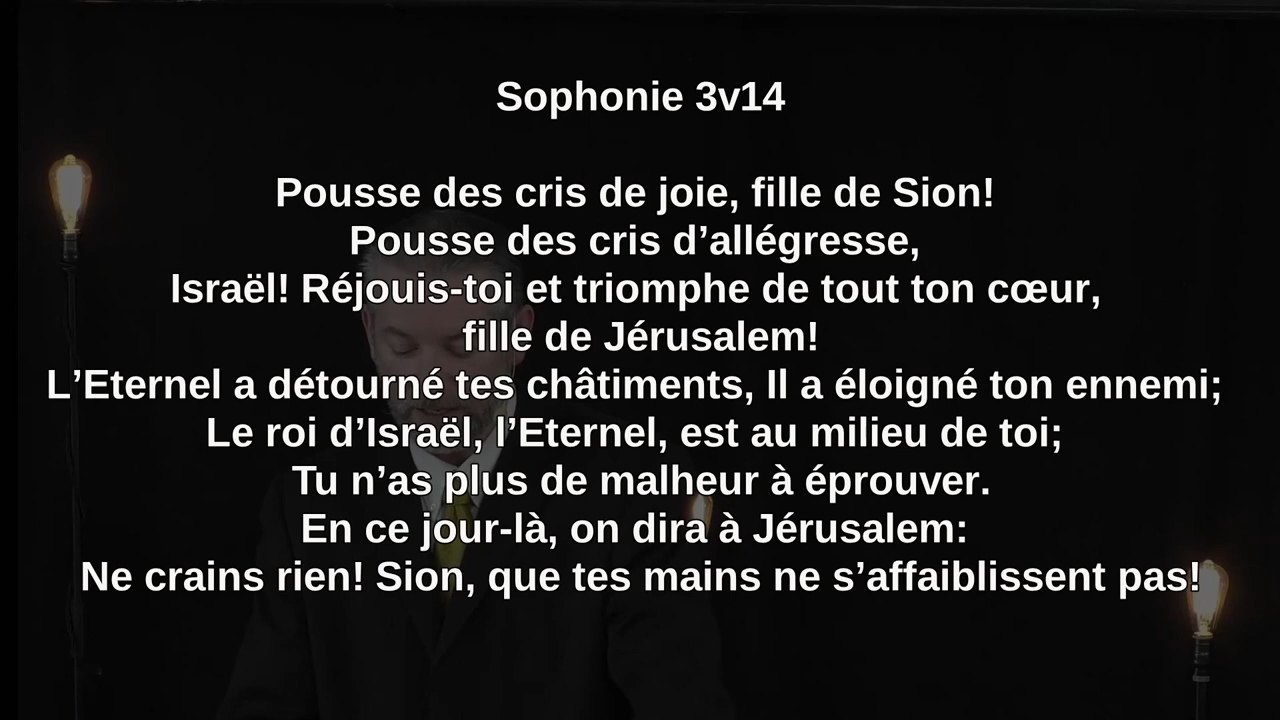 Sophonie 3v14
Pousse des cris de joie, fille de Sion!
Pousse des cris d’allégresse,
Israël! Réjouis-toi et triomphe de tout ton cœur,
fille de Jérusalem!
L’Eternel a détourné tes châtiments, Il a éloigné ton ennemi;
Le roi d’Israël, l’Eternel, est au milieu de toi;
Tu n’as plus de malheur à éprouver.
En ce jour-là, on dira à Jérusalem:
Ne crains rien! Sion, que tes mains ne s’affaiblissent pas!